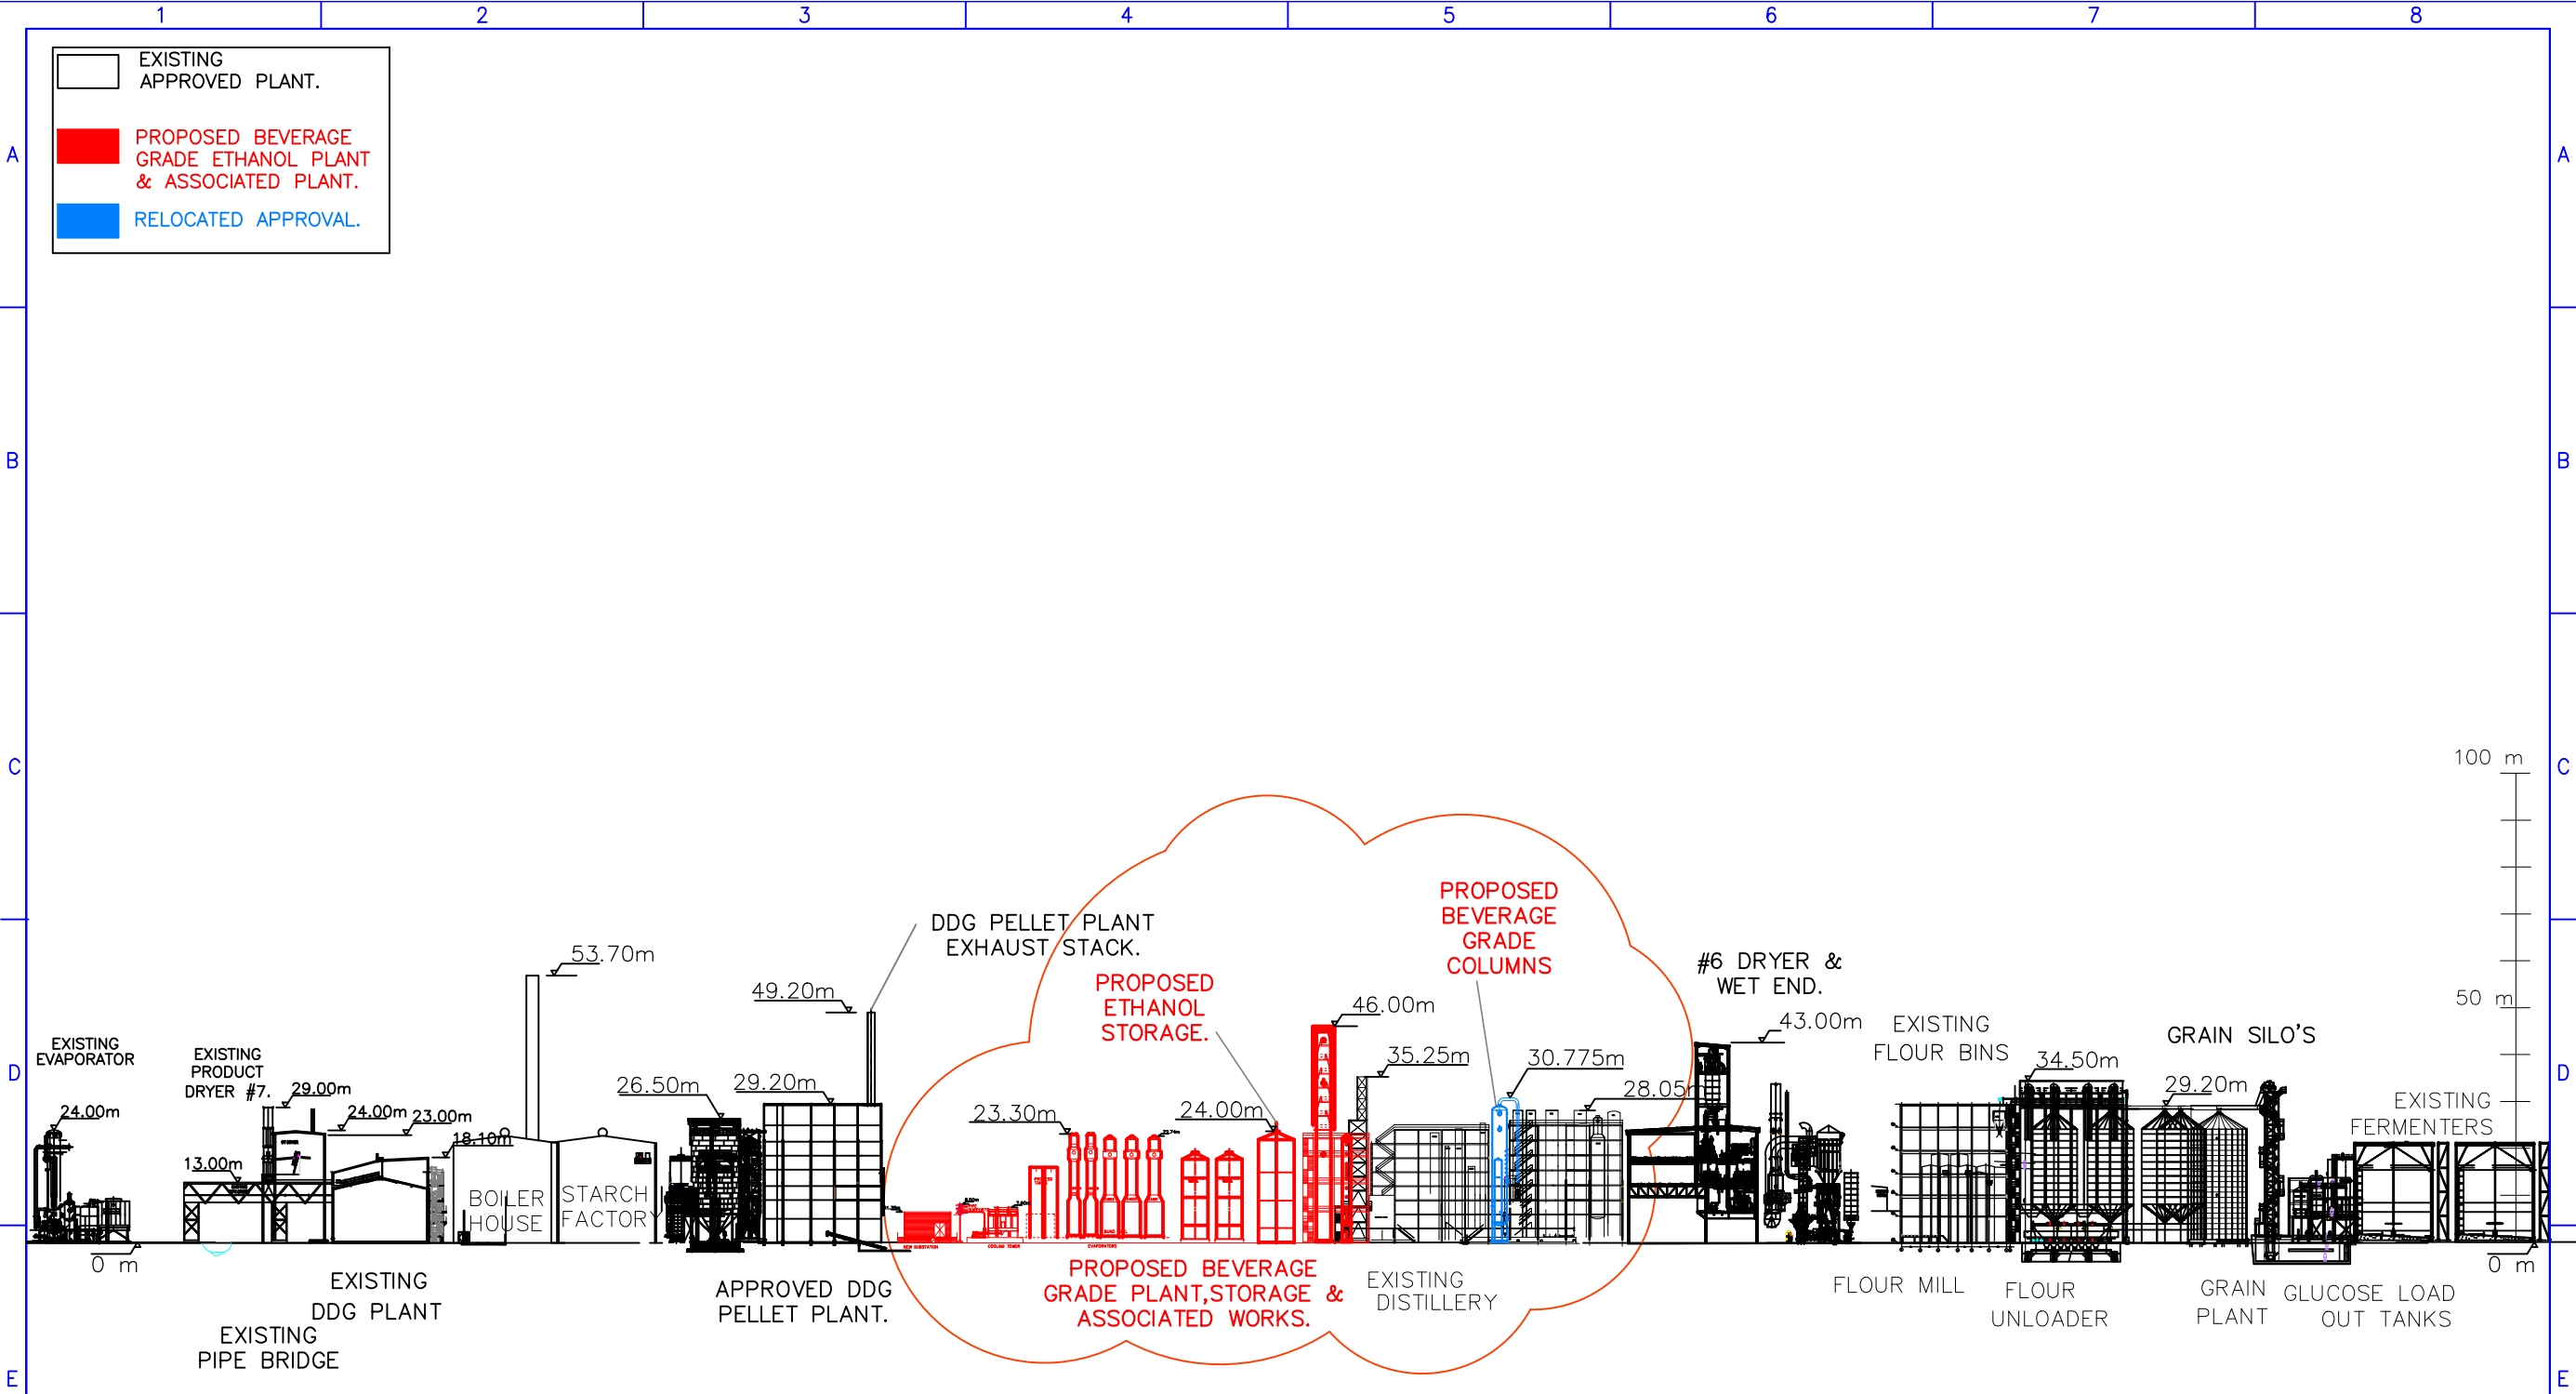 1 2 3 4 5 6 7 8
EXISTING
APPROVED PLANT.
PROPOSED BEVERAGE
GRADE ETHANOL PLANT
& ASSOCIATED PLANT.
RELOCATED APPROVAL.
A A
B B
C C
100 m
50 m
PROPOSED
BEVERAGE
GRADE
COLUMNS
DDG PELLET PLANT
EXHAUST STACK.
53.70m
49.20m
PROPOSED
ETHANOL
STORAGE.
#6 DRYER &
WET END.
46.00m
43.00m
EXISTING
FLOUR BINS
GRAIN SILO'S
EXISTING
EVAPORATOR
EXISTING
PRODUCT
DRYER #7.
35.25m
30.775m
34.50m
D D
29.00m
26.50m
29.20m
28.05m
29.20m
24.00m
24.00m
23.00m
23.30m
24.00m
EXISTING
FERMENTERS
18.10m
13.00m
BOILER
HOUSE
STARCH
FACTORY
NEW SUBSTATION
COOLING TOWER
EVAPORATORS
0 m
0 m
EXISTING
DDG PLANT
APPROVED DDG
PELLET PLANT.
PROPOSED BEVERAGE
GRADE PLANT,STORAGE &
ASSOCIATED WORKS.
EXISTING
DISTILLERY
FLOUR MILL
FLOUR
UNLOADER
GRAIN
PLANT
GLUCOSE LOAD
OUT TANKS
EXISTING
PIPE BRIDGE
E E